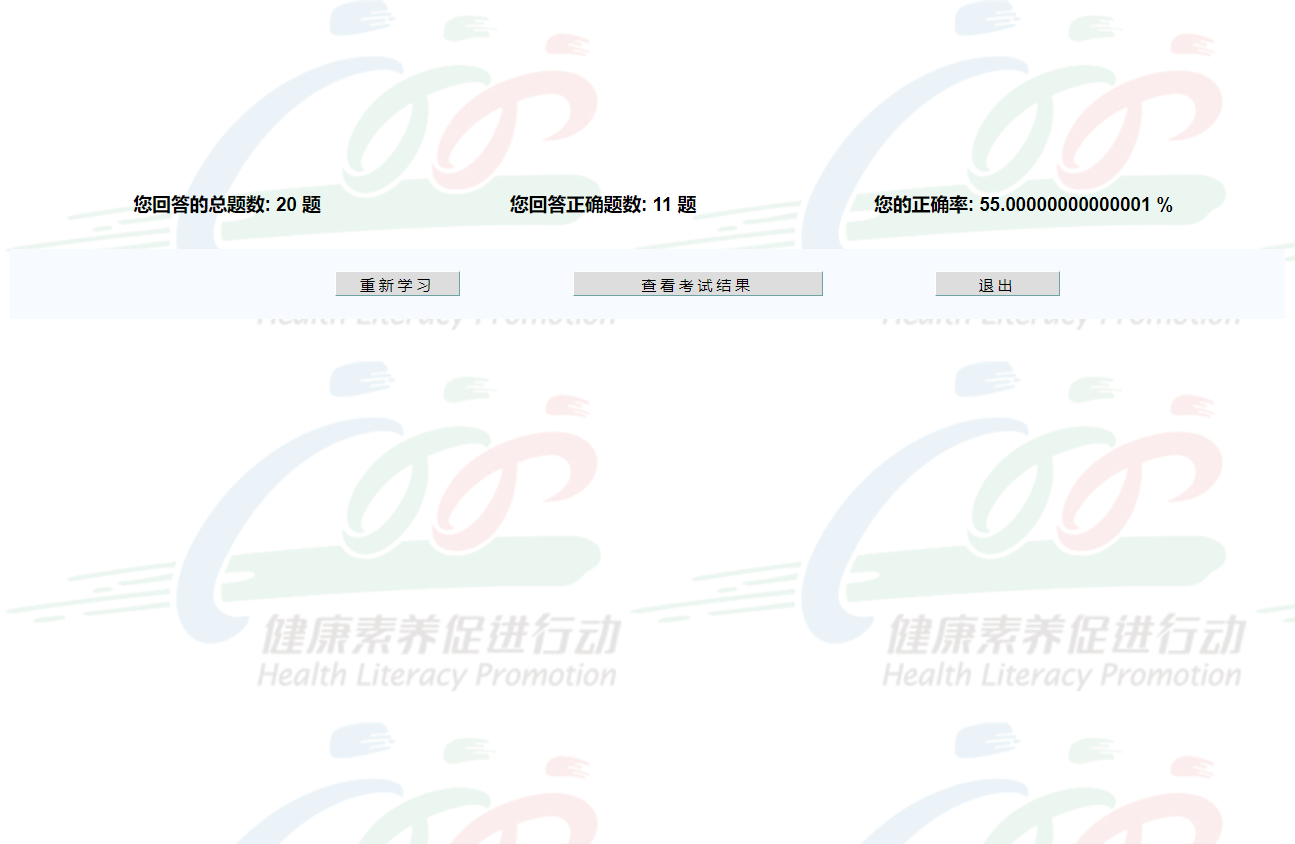 您回答的总题数: 20 题 您回答正确题数: 11 题 您的正确率: 55.00000000000001 %
重新学习 查看考试结果 退出
Health Literacy Promotion Health Literacy Promotion
健康素养促进行动 健康素养促进行动
Health Literacy Promotion Health Literacy Promotion